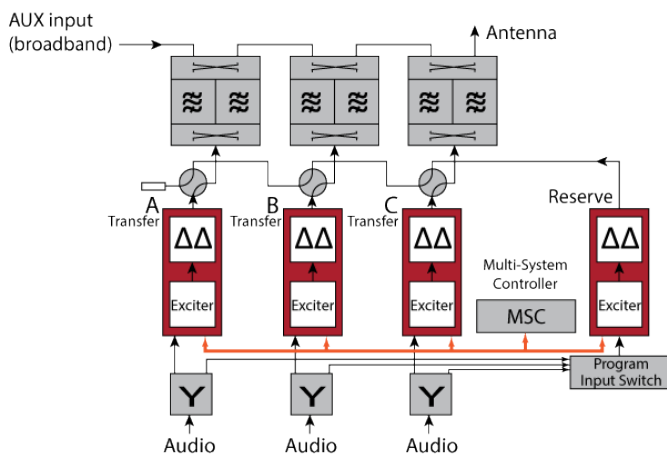 AUX input
(broadband)
Antenna
A
Transfer
B
Transfer
C
Transfer
Reserve
ΔΔ
ΔΔ
ΔΔ
ΔΔ
Multi-System
Controller
Exciter
Exciter
Exciter
MSC
Exciter
Program
Input Switch
Y
Y
Y
Audio
Audio
Audio